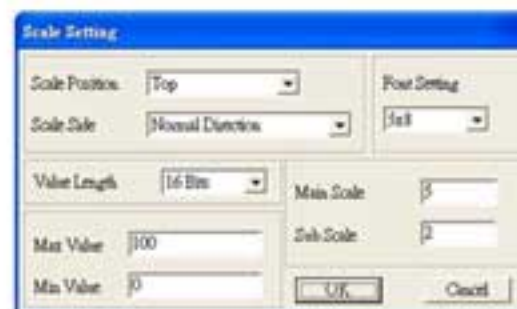 Scale Setting
Scale Position Top
Scale Side Normal Direction
Font Setting
5x8
Value Length 16 Bits
Max Value 100
Min Value 0
Main Scale 5
Sub Scale 2
OK Cancel